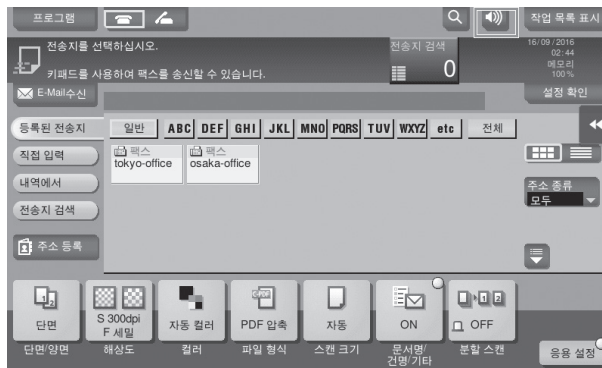 프로그램
작업 목록 표시
전송지를 선택하십시오.
키패드를 사용하여 팩스를 송신할 수 있습니다.
전송지 검색
0
16/09/2016
02:44
메모리
100%
E-Mail수신
설정 확인
등록된 전송지
일반
ABC
DEF
GHI
JKL
MNO
PQRS
TUV
WXYZ
etc
전체
직접 입력
내역에서
전송지 검색
주소 등록
팩스
tokyo-office
팩스
osaka-office
주소 종류
모두
단면
S 300dpi
F 세밀
자동 컬러
PDF 압축
자동
ON
OFF
단면/양면
해상도
컬러
파일 형식
스캔 크기
문서명/
건명/기타
분할 스캔
응용 설정